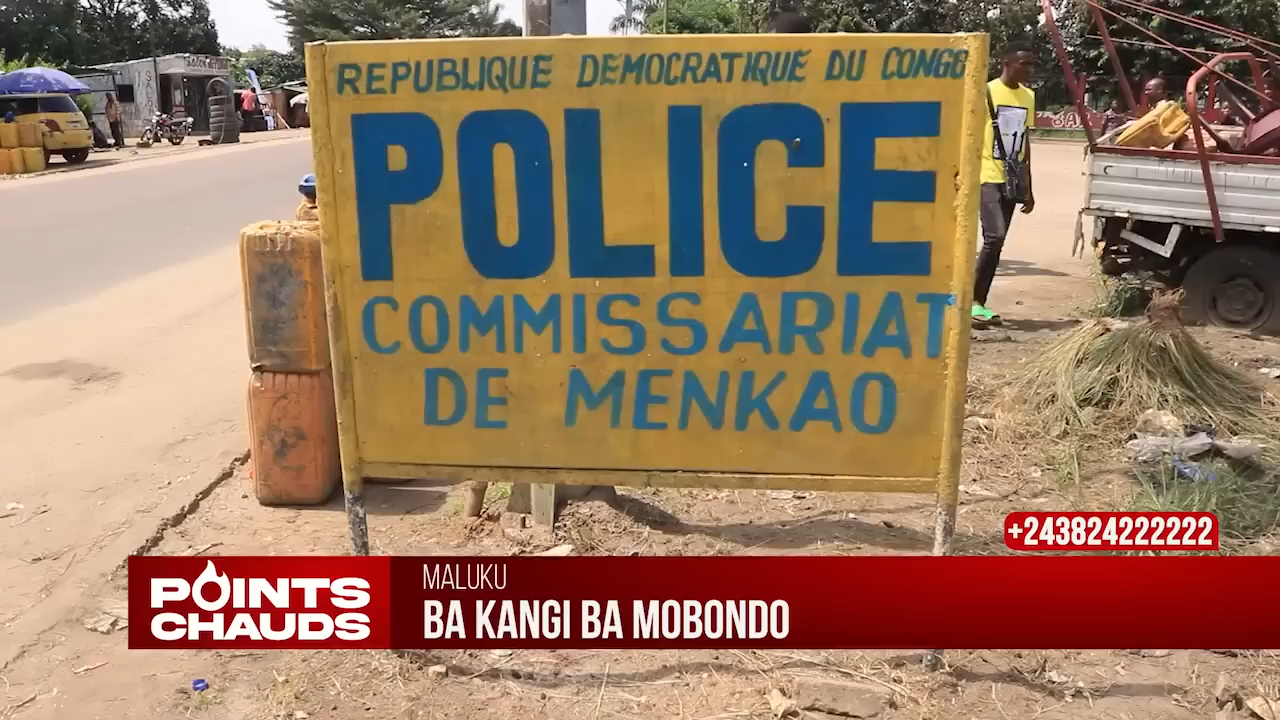 REPUBLIQUE DEMOCRATIQUE DU CONGO
POLICE
COMMISSARIAT
DE MENKAO
+243824222222
POINTS
CHAUDS
MALUKU
BA KANGI BA MOBONDO